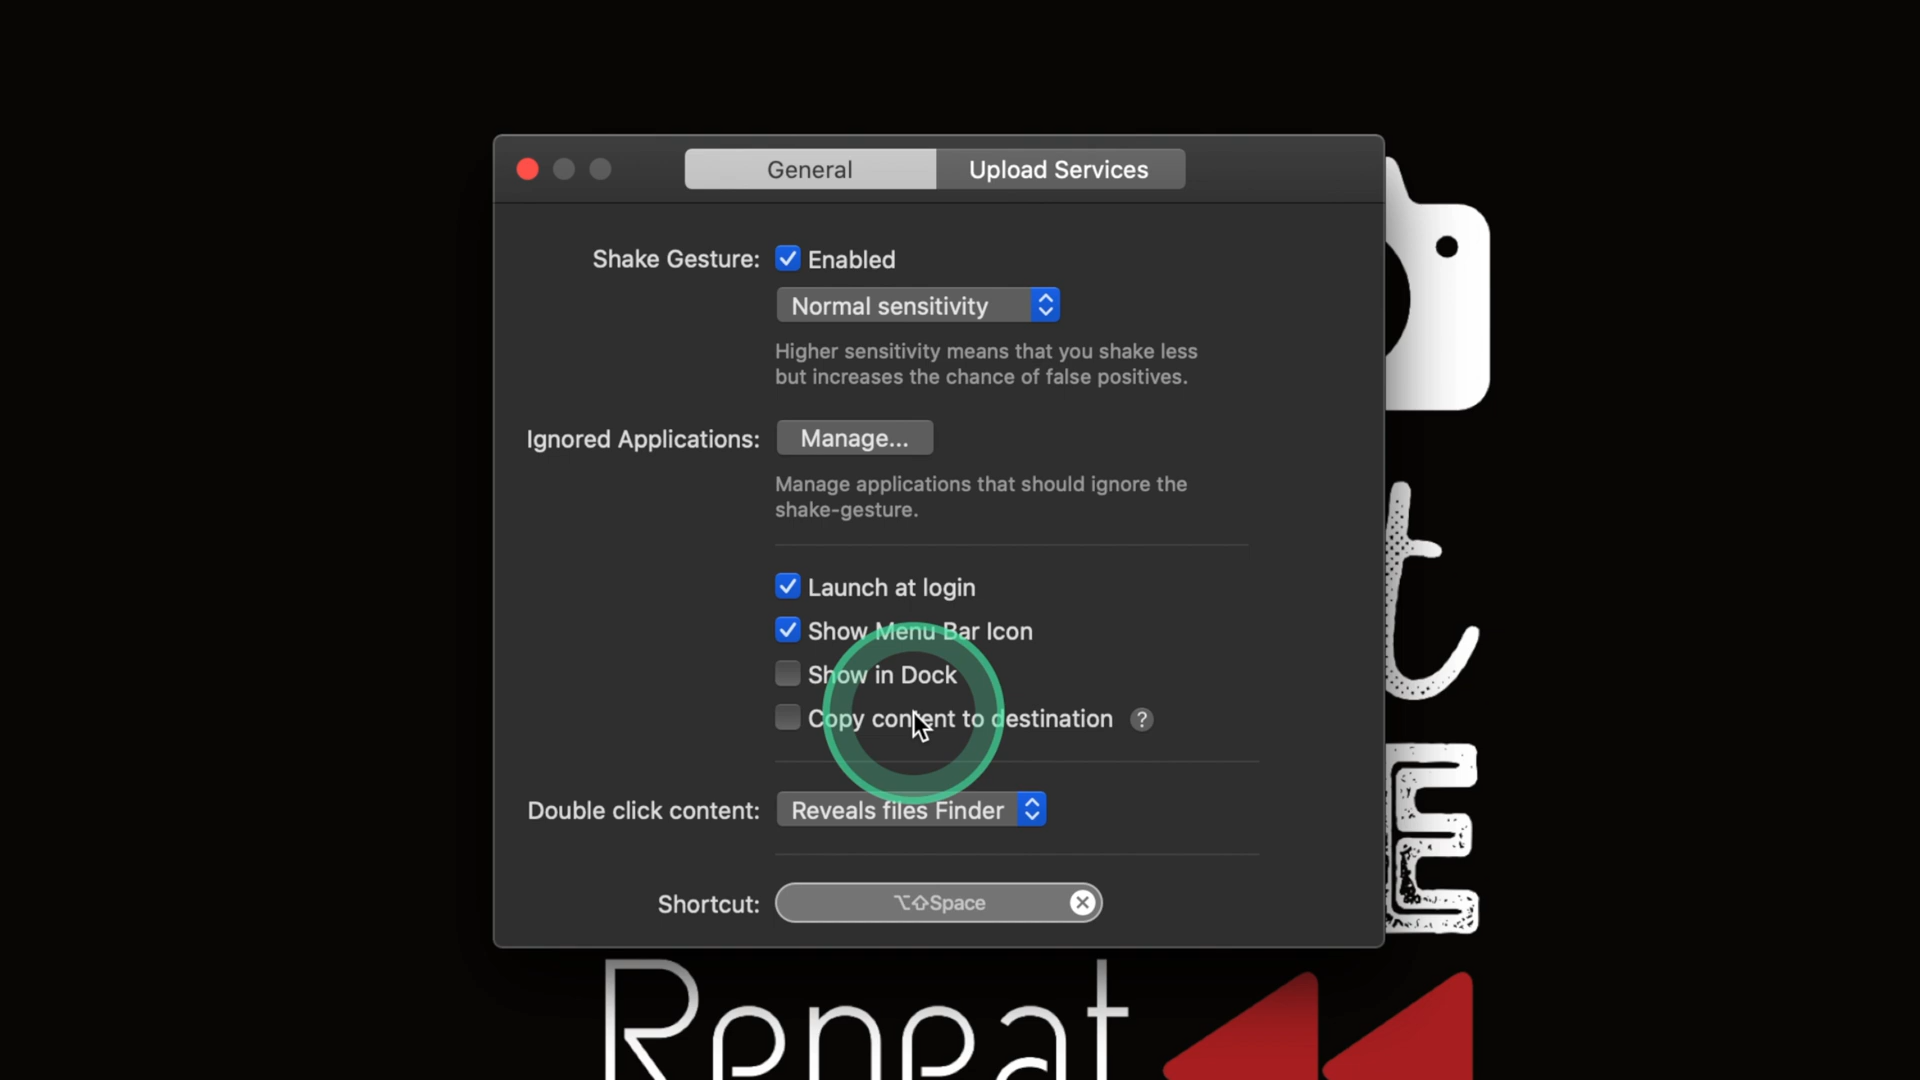 General
Upload Services
Shake Gesture:
Enabled
Normal sensitivity
Higher sensitivity means that you shake less
but increases the chance of false positives.
Ignored Applications:
Manage...
Manage applications that should ignore the
shake-gesture.
Launch at login
Show Menu Bar Icon
Show in Dock
Copy content to destination
?
Double click content:
Reveals files Finder
Shortcut:
⌥⇧Space
t
E
Repeat